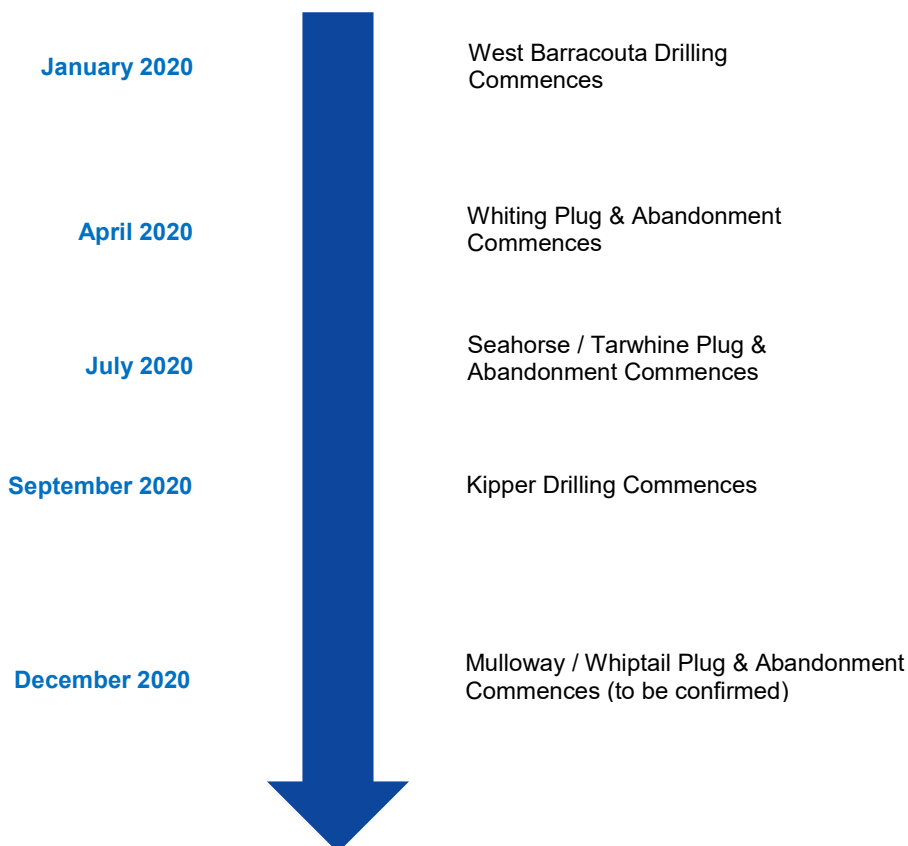 January 2020
West Barracouta Drilling
Commences
April 2020
Whiting Plug & Abandonment
Commences
July 2020
Seahorse / Tarwhine Plug &
Abandonment Commences
September 2020
Kipper Drilling Commences
December 2020
Mulloway / Whiptail Plug & Abandonment
Commences (to be confirmed)